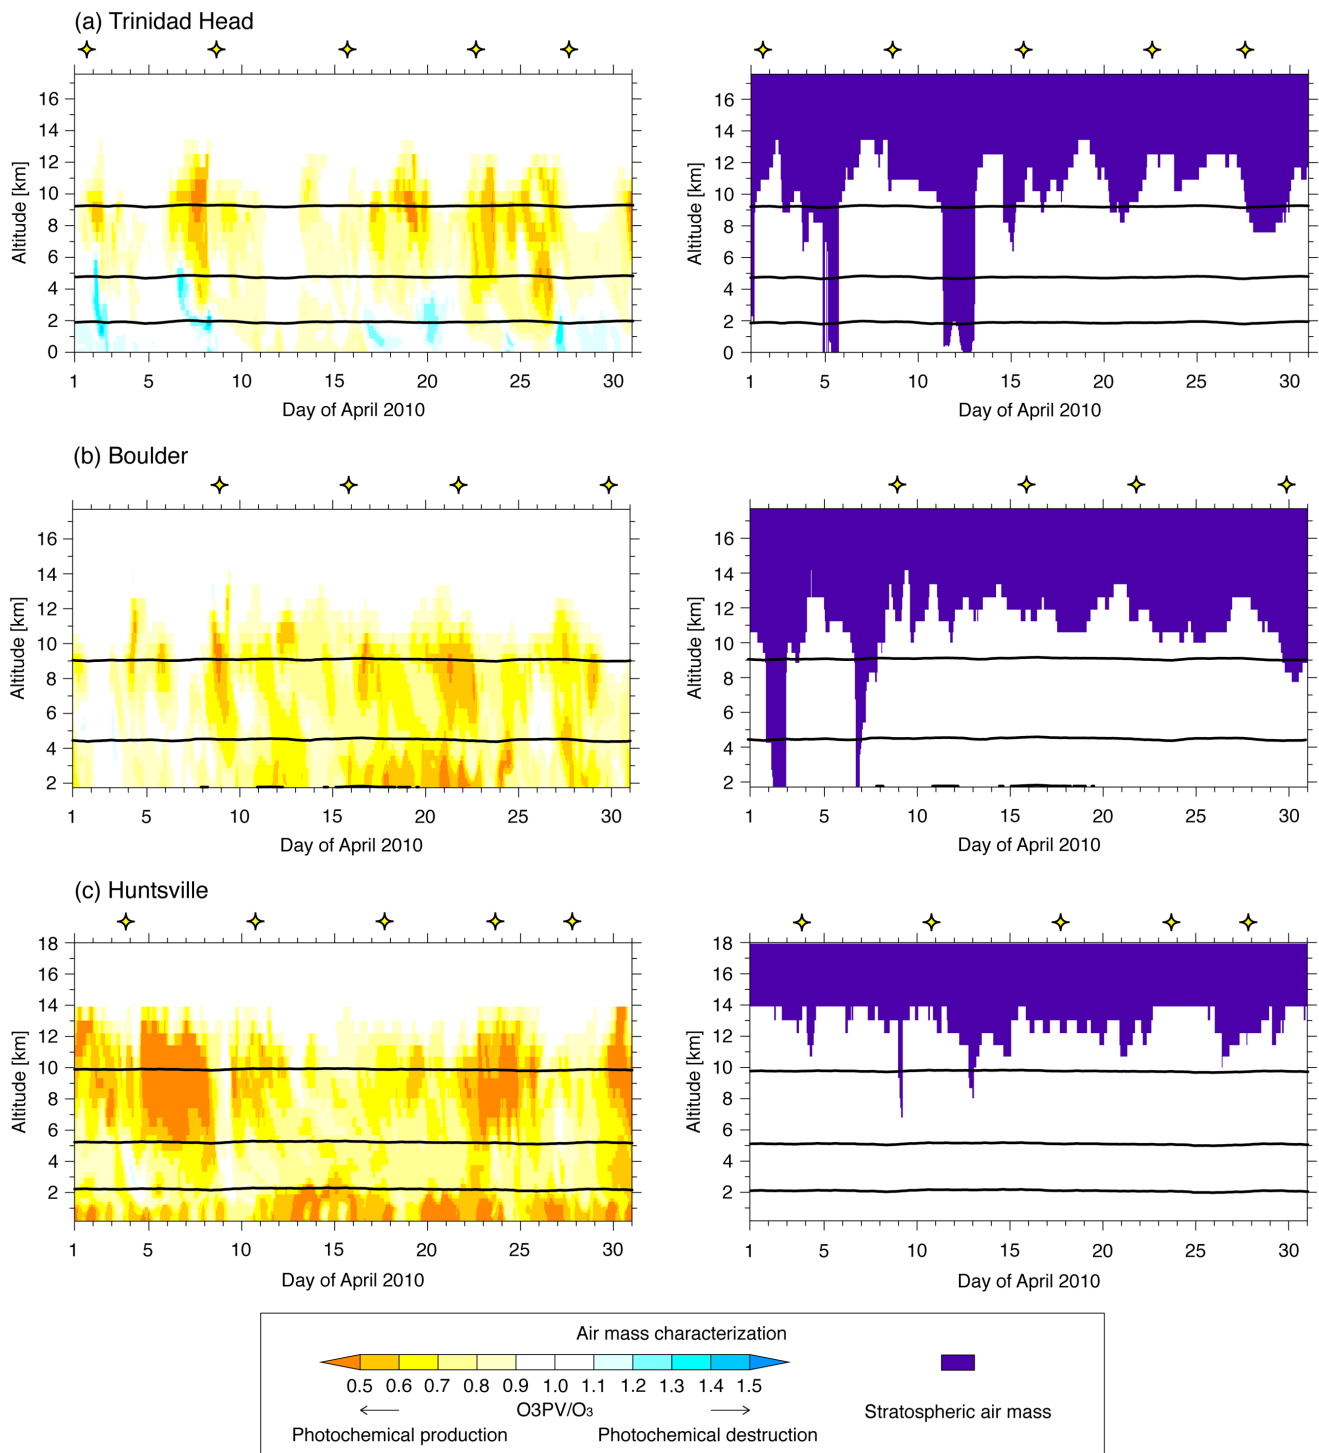 (a) Trinidad Head
16
14
12
10
8
6
4
2
0
Altitude [km]
1 5 10 15 20 25 30
Day of April 2010
16
14
12
10
8
6
4
2
0
Altitude [km]
1 5 10 15 20 25 30
Day of April 2010
(b) Boulder
16
14
12
10
8
6
4
2
Altitude [km]
1 5 10 15 20 25 30
Day of April 2010
16
14
12
10
8
6
4
2
Altitude [km]
1 5 10 15 20 25 30
Day of April 2010
(c) Huntsville
18
16
14
12
10
8
6
4
2
Altitude [km]
1 5 10 15 20 25 30
Day of April 2010
18
16
14
12
10
8
6
4
2
Altitude [km]
1 5 10 15 20 25 30
Day of April 2010
Air mass characterization
0.5 0.6 0.7 0.8 0.9 1.0 1.1 1.2 1.3 1.4 1.5
O3PV/O₃
Photochemical production
Photochemical destruction
Stratospheric air mass